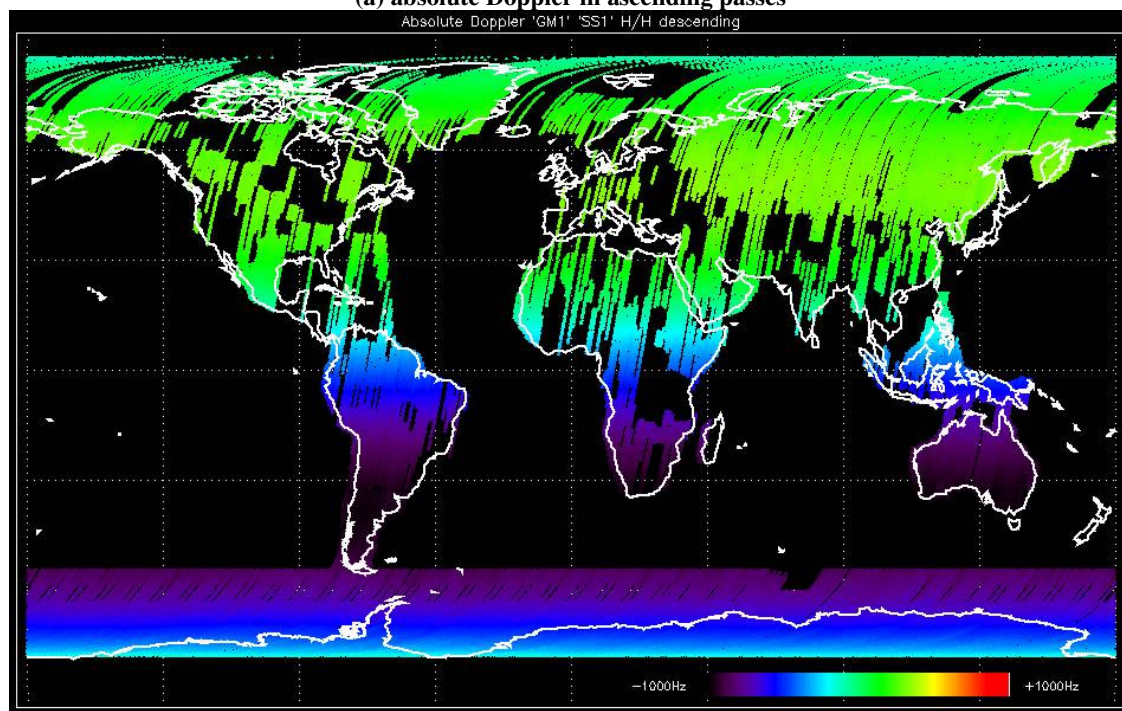 (a) absolute Doppler in ascending passes
Absolute Doppler 'GM1' 'SS1' H/H descending
−1000Hz
+1000Hz